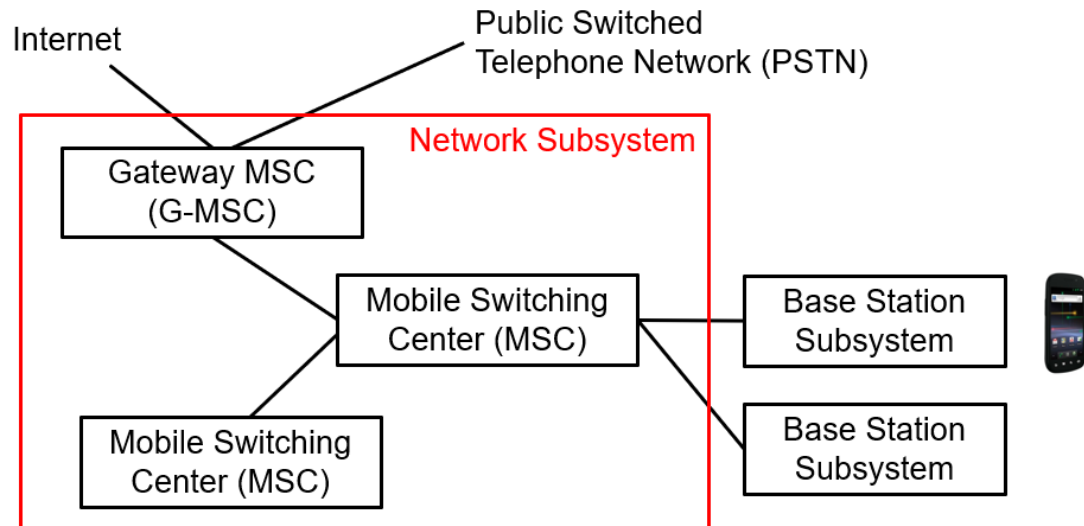 Internet
Public Switched
Telephone Network (PSTN)
Network Subsystem
Gateway MSC
(G-MSC)
Mobile Switching
Center (MSC)
Base Station
Subsystem
Mobile Switching
Center (MSC)
Base Station
Subsystem